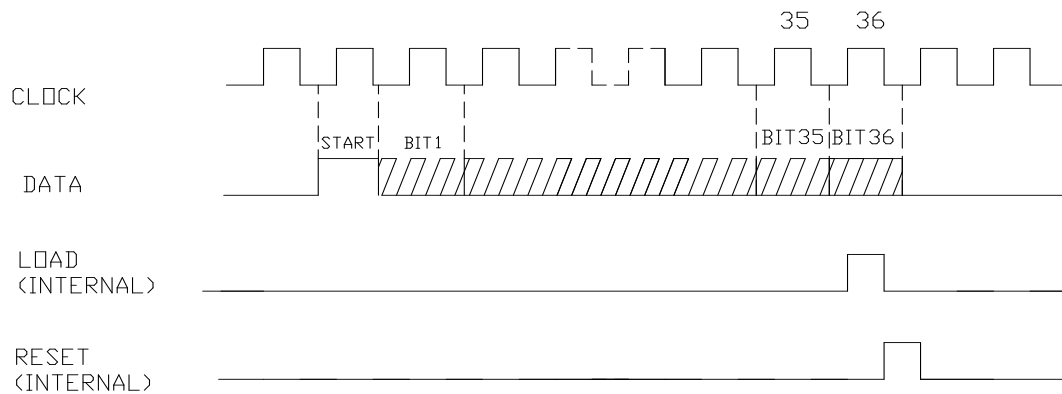 35 36
CLOCK
START BIT1 BIT35 BIT36
DATA
LOAD
(INTERNAL)
RESET
(INTERNAL)